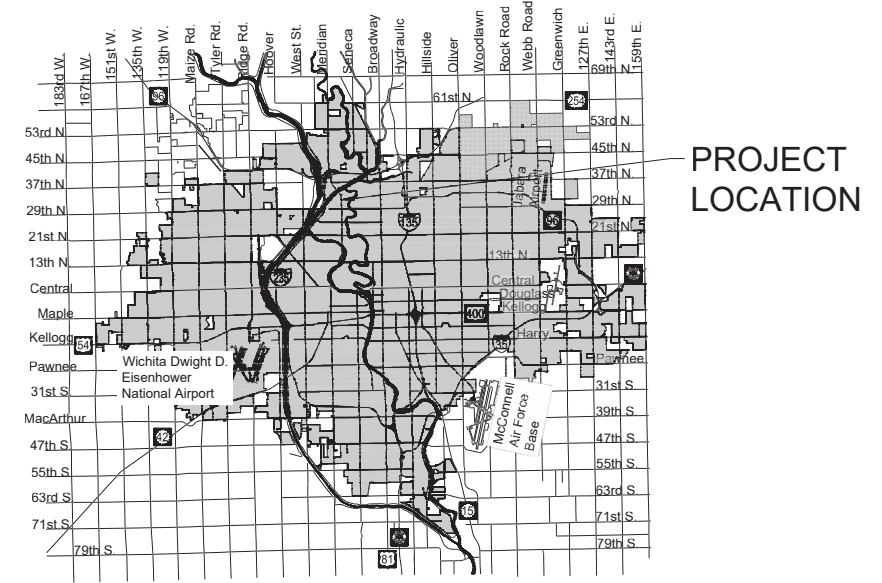 183rd W.
167th W.
151st W.
135th W.
119th W.
Maize Rd.
Tyler Rd.
Ridge Rd.
Hoover
West St.
Meridian
Seneca
Broadway
Hydraulic
Hillside
Oliver
Woodlawn
Rock Road
Webb Road
Greenwich
127th E.
143rd E.
159th E.
69th N.
61st N
96
254
53rd N.
53rd N.
45th N.
45th N.
37th N.
37th N.
PROJECT
LOCATION
Jabara
Airport
29th N.
29th N.
135
96
21st N.
21st N.
13th N.
13th N.
235
Central
Central
Douglas
Maple
Kellogg
400
Kellogg
Harry
54
35
Pawnee
Pawnee
Wichita Dwight D.
Eisenhower
National Airport
31st S
31st S.
MacArthur
39th S.
McConnell
Air Force
Base
42
47th S
47th S.
55th S
55th S.
63rd S
63rd S.
15
71st S
71st S.
79th S.
79th S.
81